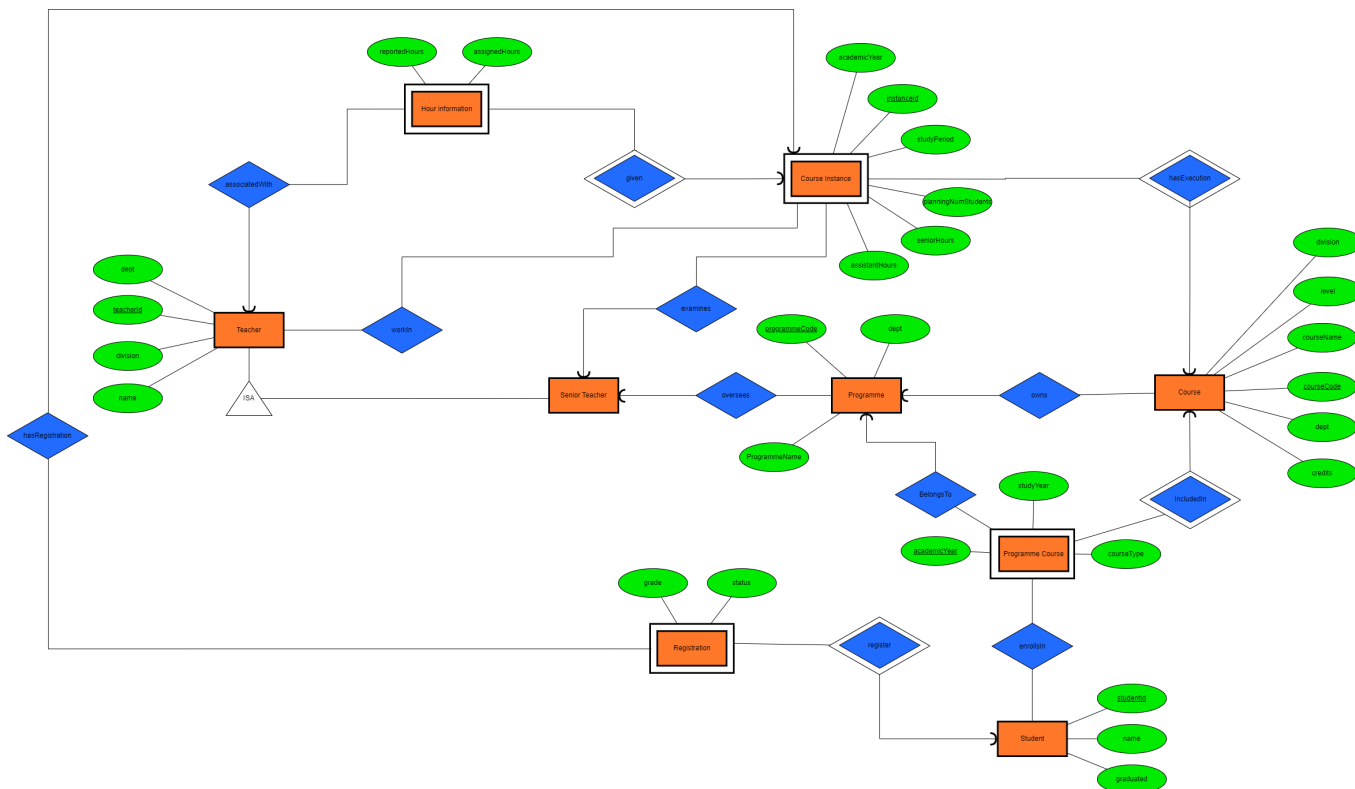 reportedHours
assignedHours
Hour information
academicYear
instanceId
studyPeriod
planningNumStudents
seniorHours
assistantHours
Course Instance
given
hasExecution
associatedWith
dept
teacherId
division
name
Teacher
ISA
workIn
examines
Senior Teacher
oversees
programmeCode
dept
Programme
ProgrammeName
owns
Course
division
level
courseName
courseCode
dept
credits
hasRegistration
BelongsTo
studyYear
academicYear
Programme Course
courseType
IncludedIn
grade
status
Registration
register
enrollsIn
Student
studentId
name
graduated